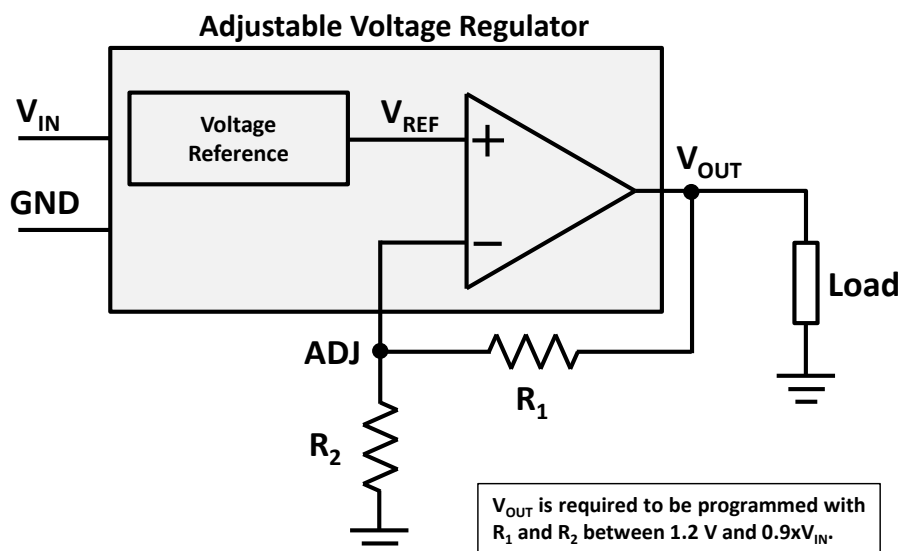 Adjustable Voltage Regulator
V_IN
Voltage
Reference
V_REF
+
V_OUT
GND
−
Load
ADJ
R_1
R_2
V_OUT is required to be programmed with
R_1 and R_2 between 1.2 V and 0.9xV_IN.